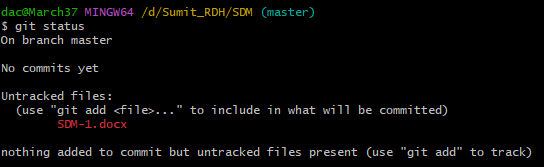 dac@March37 MINGW64 /d/Sumit_RDH/SDM (master)
$ git status
On branch master
No commits yet
Untracked files:
(use "git add <file>..." to include in what will be committed)
SDM-1.docx
nothing added to commit but untracked files present (use "git add" to track)